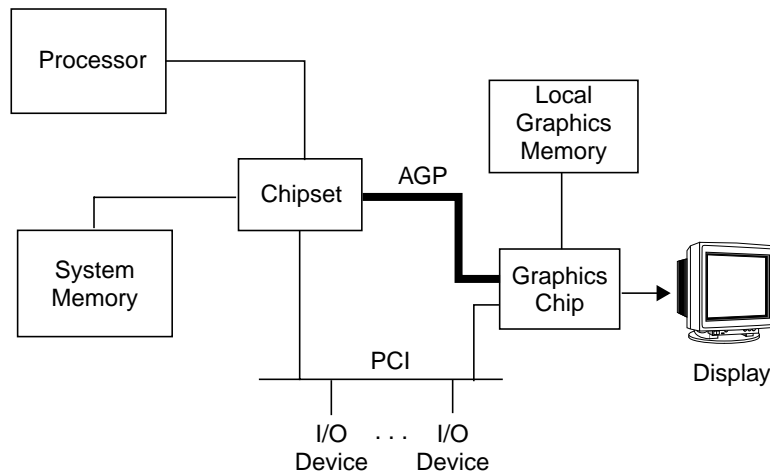 Processor
Local
Graphics
Memory
AGP
Chipset
System
Memory
Graphics
Chip
PCI
Display
I/O . . . I/O
Device Device